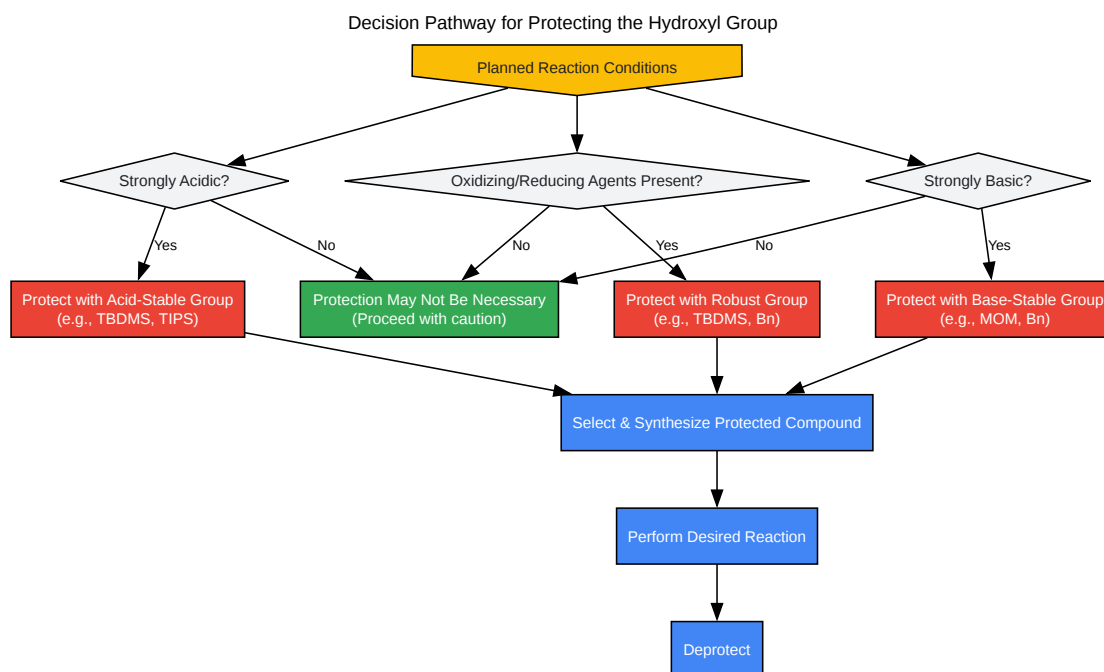 Decision Pathway for Protecting the Hydroxyl Group
Planned Reaction Conditions
Strongly Acidic?
Oxidizing/Reducing Agents Present?
Strongly Basic?
Yes
No
No
Yes
No
Yes
Protect with Acid-Stable Group
(e.g., TBDMS, TIPS)
Protection May Not Be Necessary
(Proceed with caution)
Protect with Robust Group
(e.g., TBDMS, Bn)
Protect with Base-Stable Group
(e.g., MOM, Bn)
Select & Synthesize Protected Compound
Perform Desired Reaction
Deprotect